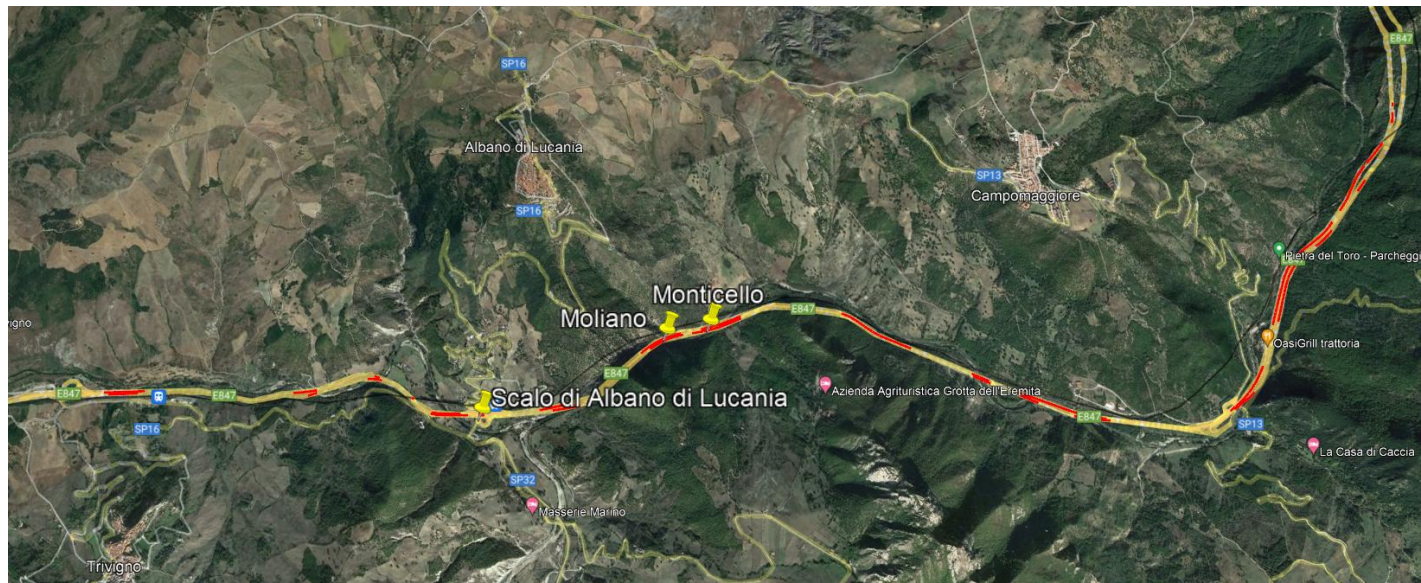 E847
SP16
Albano di Lucania
SP16
SP13
Campomaggiore
Pietra del Toro - Parcheggi
Monticello
E847
Moliano
OasiGrill trattoria
E847
Azienda Agrituristica Grotta dell'Eremita
E847
E847
Scalo di Albano di Lucania
E847
SP13
SP16
La Casa di Caccia
SP32
Masserie Marino
Trivigno